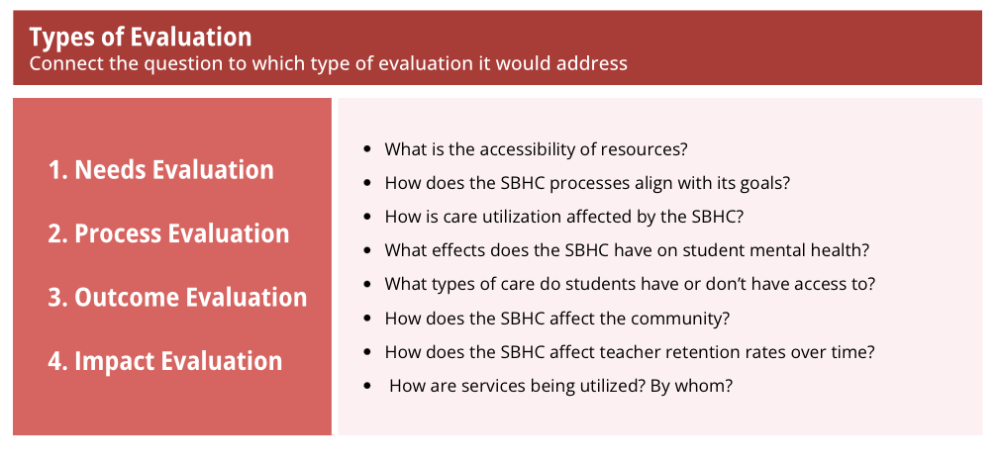 Types of Evaluation
Connect the question to which type of evaluation it would address
1. Needs Evaluation
2. Process Evaluation
3. Outcome Evaluation
4. Impact Evaluation
• What is the accessibility of resources?
• How does the SBHC processes align with its goals?
• How is care utilization affected by the SBHC?
• What effects does the SBHC have on student mental health?
• What types of care do students have or don’t have access to?
• How does the SBHC affect the community?
• How does the SBHC affect teacher retention rates over time?
• How are services being utilized? By whom?